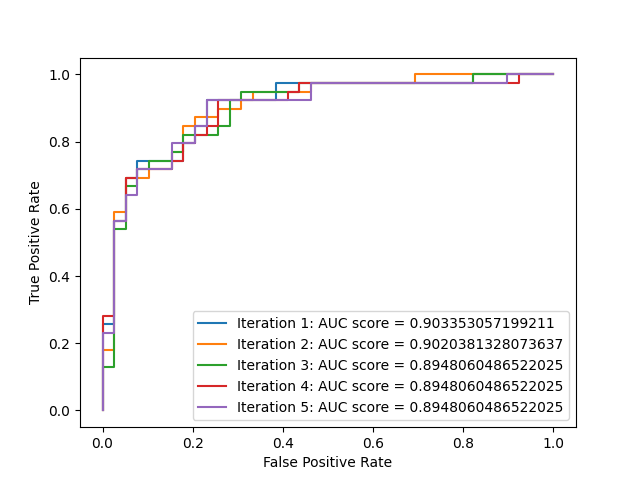 1.0
0.8
0.6
0.4
0.2
0.0
True Positive Rate
Iteration 1: AUC score = 0.903353057199211
Iteration 2: AUC score = 0.9020381328073637
Iteration 3: AUC score = 0.8948060486522025
Iteration 4: AUC score = 0.8948060486522025
Iteration 5: AUC score = 0.8948060486522025
0.0 0.2 0.4 0.6 0.8 1.0
False Positive Rate